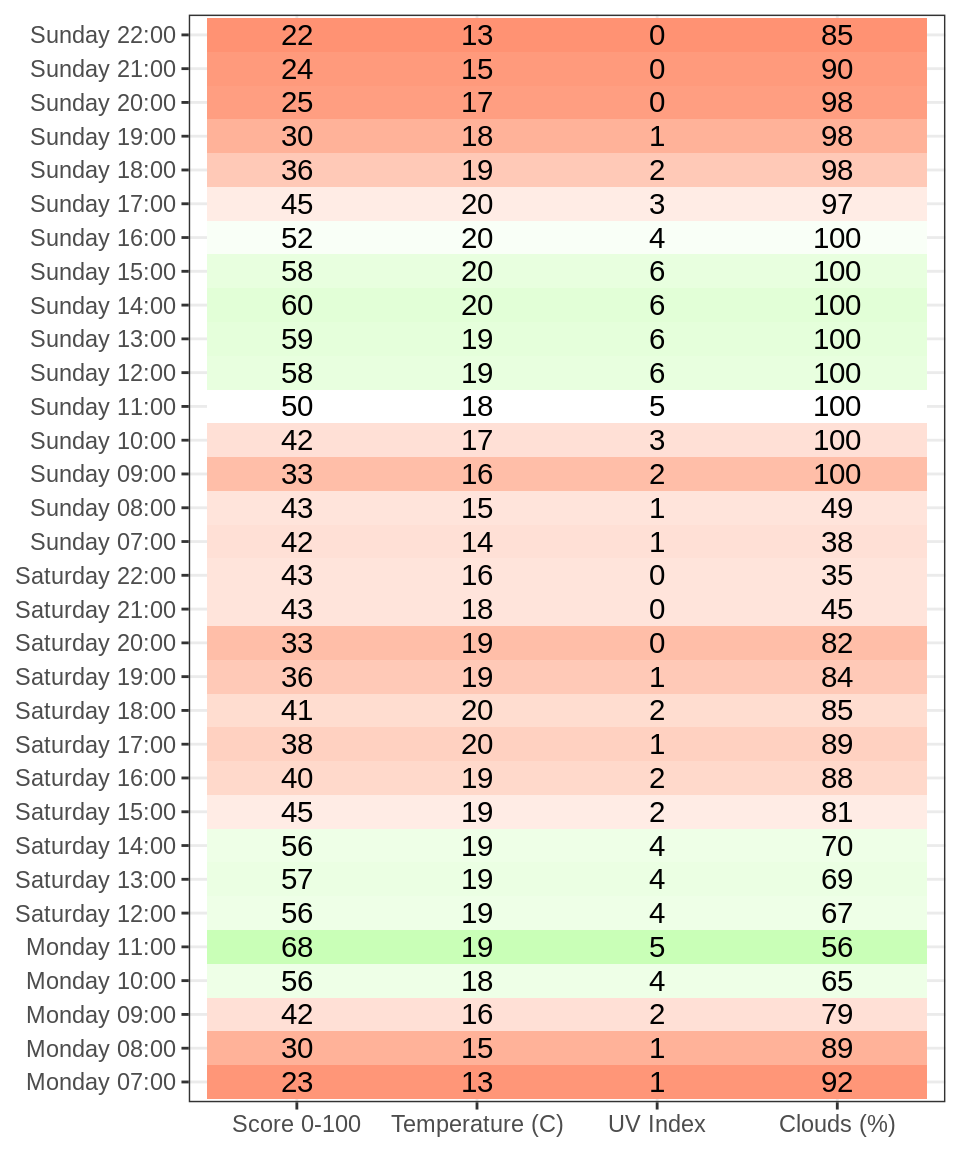 Sunday 22:00 22 13 0 85
Sunday 21:00 24 15 0 90
Sunday 20:00 25 17 0 98
Sunday 19:00 30 18 1 98
Sunday 18:00 36 19 2 98
Sunday 17:00 45 20 3 97
Sunday 16:00 52 20 4 100
Sunday 15:00 58 20 6 100
Sunday 14:00 60 20 6 100
Sunday 13:00 59 19 6 100
Sunday 12:00 58 19 6 100
Sunday 11:00 50 18 5 100
Sunday 10:00 42 17 3 100
Sunday 09:00 33 16 2 100
Sunday 08:00 43 15 1 49
Sunday 07:00 42 14 1 38
Saturday 22:00 43 16 0 35
Saturday 21:00 43 18 0 45
Saturday 20:00 33 19 0 82
Saturday 19:00 36 19 1 84
Saturday 18:00 41 20 2 85
Saturday 17:00 38 20 1 89
Saturday 16:00 40 19 2 88
Saturday 15:00 45 19 2 81
Saturday 14:00 56 19 4 70
Saturday 13:00 57 19 4 69
Saturday 12:00 56 19 4 67
Monday 11:00 68 19 5 56
Monday 10:00 56 18 4 65
Monday 09:00 42 16 2 79
Monday 08:00 30 15 1 89
Monday 07:00 23 13 1 92
Score 0-100 Temperature (C) UV Index Clouds (%)